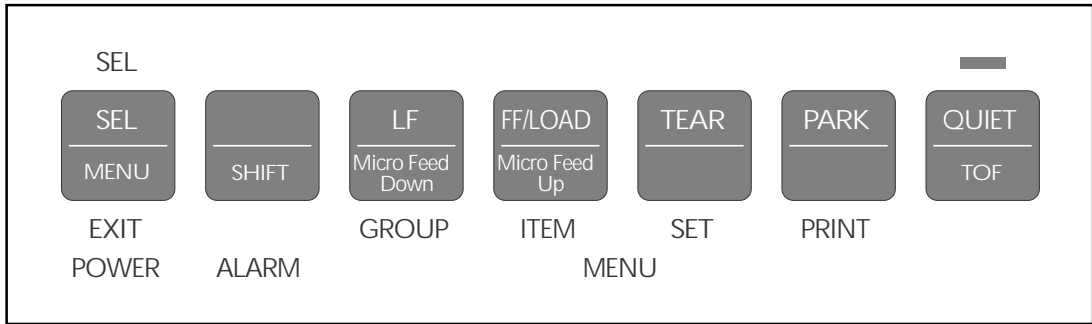 SEL
SEL LF FF/LOAD TEAR PARK QUIET
MENU SHIFT Micro Feed Down Micro Feed Up TOF
EXIT GROUP ITEM SET PRINT
POWER ALARM MENU